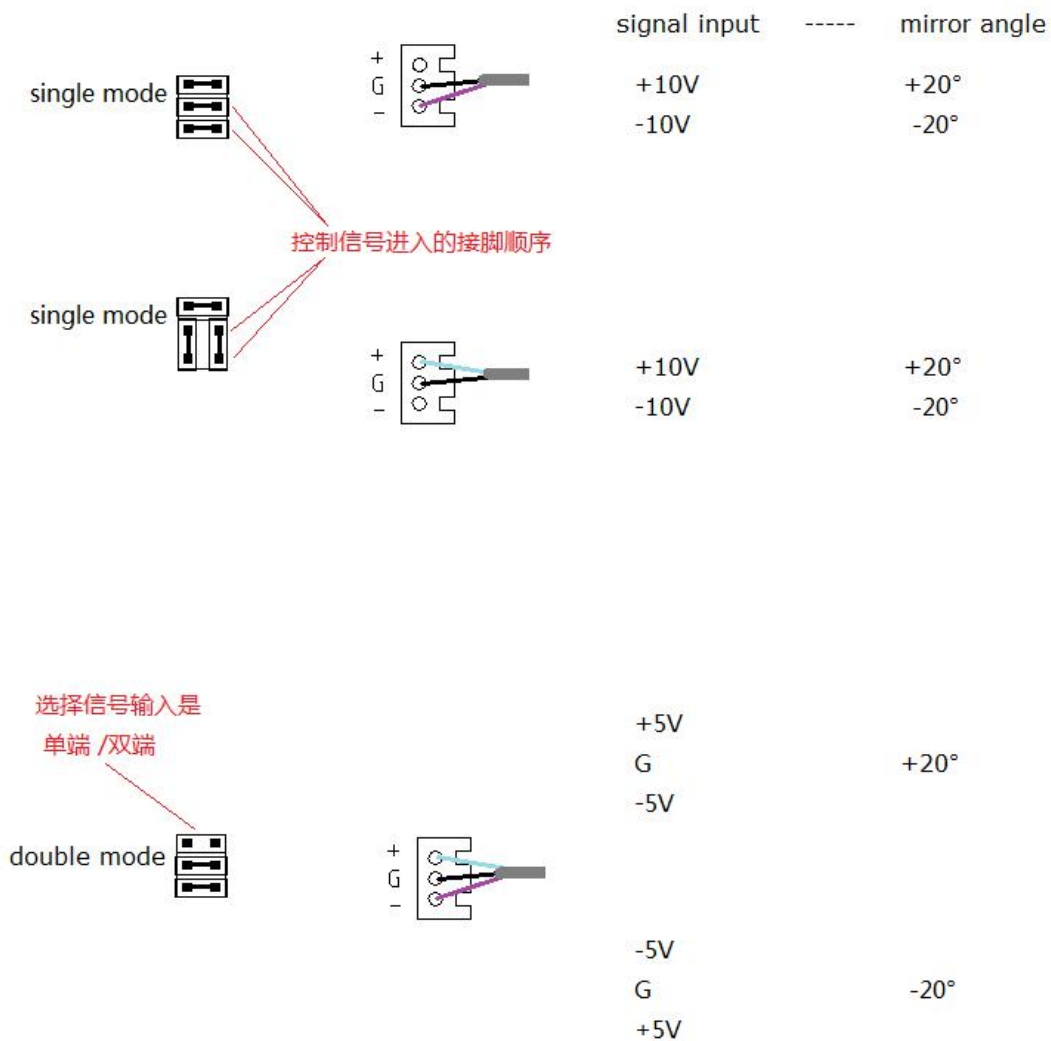 signal input ----- mirror angle
single mode
+
G
–
+10V +20°
-10V -20°
控制信号进入的接脚顺序
single mode
+
G
–
+10V +20°
-10V -20°
选择信号输入是
单端 /双端
double mode
+
G
–
+5V
G +20°
-5V
-5V
G -20°
+5V